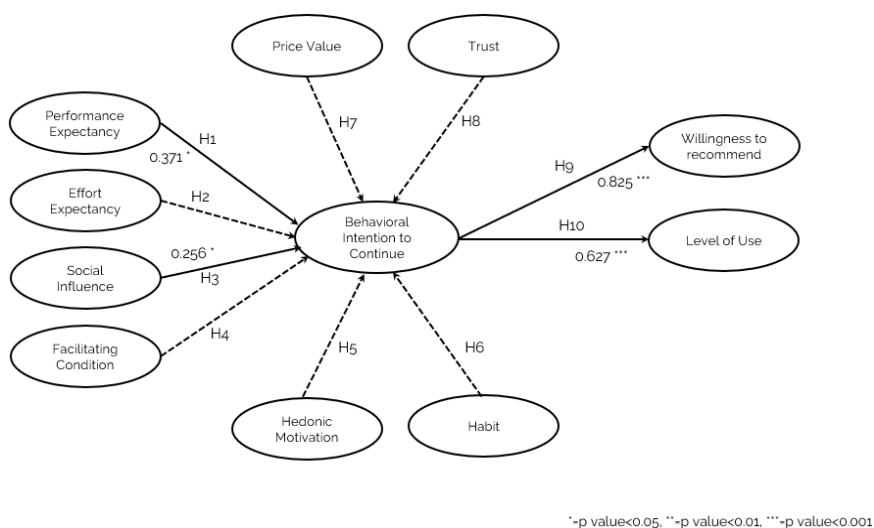 Price Value
Trust
Performance
Expectancy
H1
0.371 *
H7
H8
Willingness to
recommend
H9
0.825 ***
Effort
Expectancy
H2
Behavioral
Intention to
Continue
H10
0.627 ***
Level of Use
Social
Influence
0.256 *
H3
Facilitating
Condition
H4
H5
H6
Hedonic
Motivation
Habit
*=p value<0.05, **=p value<0.01, ***=p value<0.001